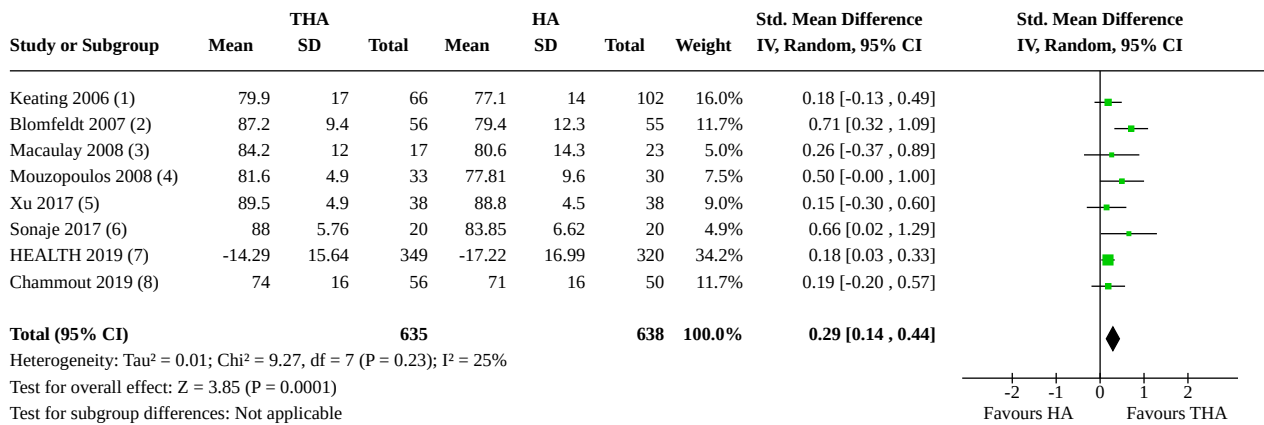 THA HA Std. Mean Difference Std. Mean Difference
Study or Subgroup Mean SD Total Mean SD Total Weight IV, Random, 95% CI IV, Random, 95% CI
Keating 2006 (1) 79.9 17 66 77.1 14 102 16.0% 0.18 [-0.13 , 0.49]
Blomfeldt 2007 (2) 87.2 9.4 56 79.4 12.3 55 11.7% 0.71 [0.32 , 1.09]
Macaulay 2008 (3) 84.2 12 17 80.6 14.3 23 5.0% 0.26 [-0.37 , 0.89]
Mouzopoulos 2008 (4) 81.6 4.9 33 77.81 9.6 30 7.5% 0.50 [-0.00 , 1.00]
Xu 2017 (5) 89.5 4.9 38 88.8 4.5 38 9.0% 0.15 [-0.30 , 0.60]
Sonaje 2017 (6) 88 5.76 20 83.85 6.62 20 4.9% 0.66 [0.02 , 1.29]
HEALTH 2019 (7) -14.29 15.64 349 -17.22 16.99 320 34.2% 0.18 [0.03 , 0.33]
Chammout 2019 (8) 74 16 56 71 16 50 11.7% 0.19 [-0.20 , 0.57]
Total (95% CI) 635 638 100.0% 0.29 [0.14 , 0.44]
Heterogeneity: Tau² = 0.01; Chi² = 9.27, df = 7 (P = 0.23); I² = 25%
Test for overall effect: Z = 3.85 (P = 0.0001)
Test for subgroup differences: Not applicable
-2 -1 0 1 2
Favours HA Favours THA